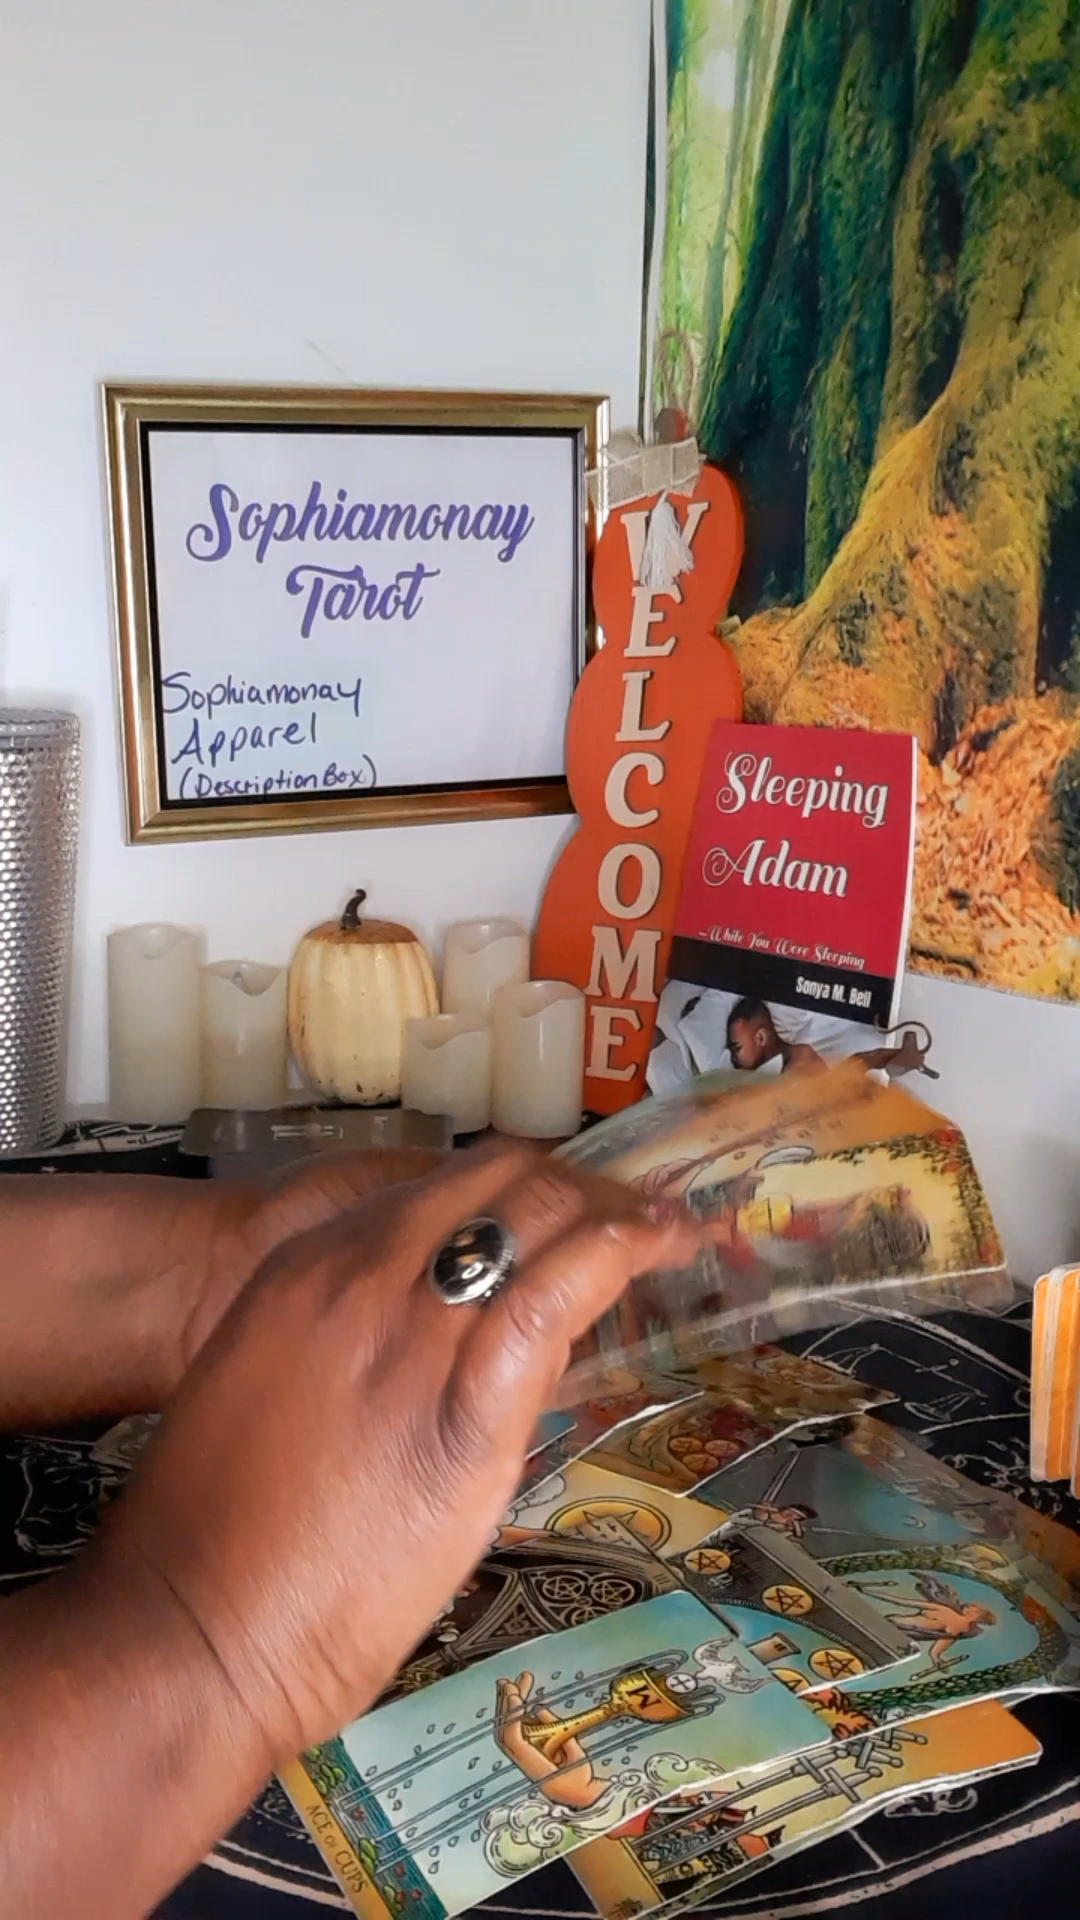 Sophiamonay
Tarot
Sophiamonay
Apparel
(Description Box)
WELCOME
Sleeping
Adam
-While You Were Sleeping
Sonya M. Bell
ACE OF CUPS